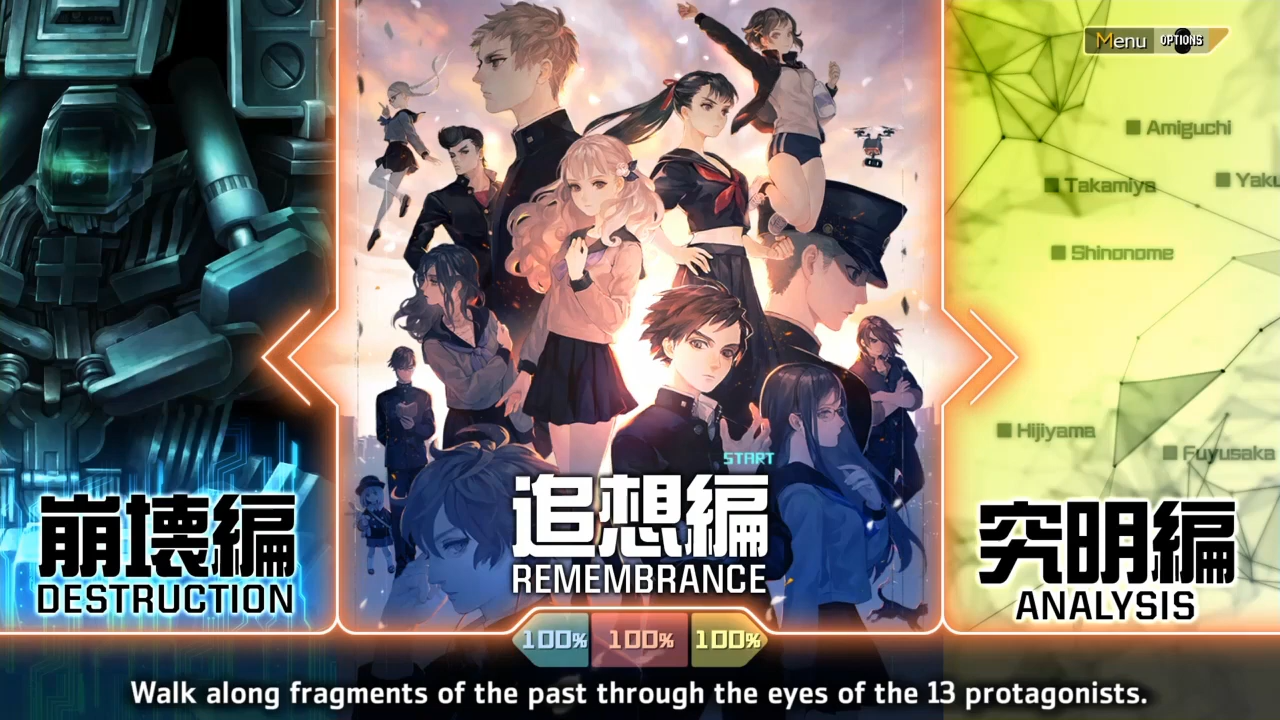 Menu OPTIONS
Amiguchi
Takamiya
Yaku
Shinonome
Hijiyama
Fuyusaka
START
崩壊編
DESTRUCTION
追想編
REMEMBRANCE
究明編
ANALYSIS
100% 100% 100%
Walk along fragments of the past through the eyes of the 13 protagonists.